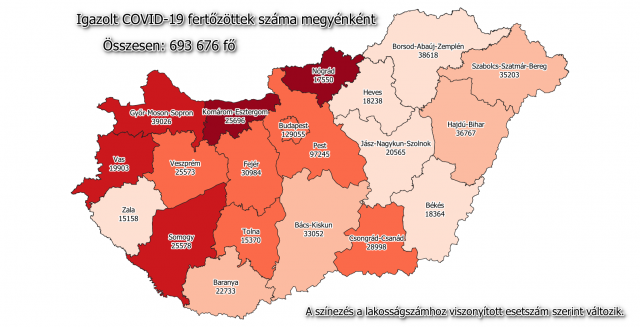 Igazolt COVID-19 fertőzöttek száma megyénként
Összesen: 693 676 fő
Borsod-Abaúj-Zemplén
38618
Szabolcs-Szatmár-Bereg
35203
Nógrád
17550
Heves
18238
Győr-Moson-Sopron
39026
Komárom-Esztergom
25696
Budapest
129055
Hajdú-Bihar
36767
Pest
97245
Jász-Nagykun-Szolnok
20565
Vas
19903
Veszprém
25573
Fejér
30984
Zala
15158
Békés
18364
Bács-Kiskun
33052
Somogy
25578
Tolna
15370
Csongrád-Csanád
28998
Baranya
22733
A színezés a lakosságszámhoz viszonyított esetszám szerint változik.